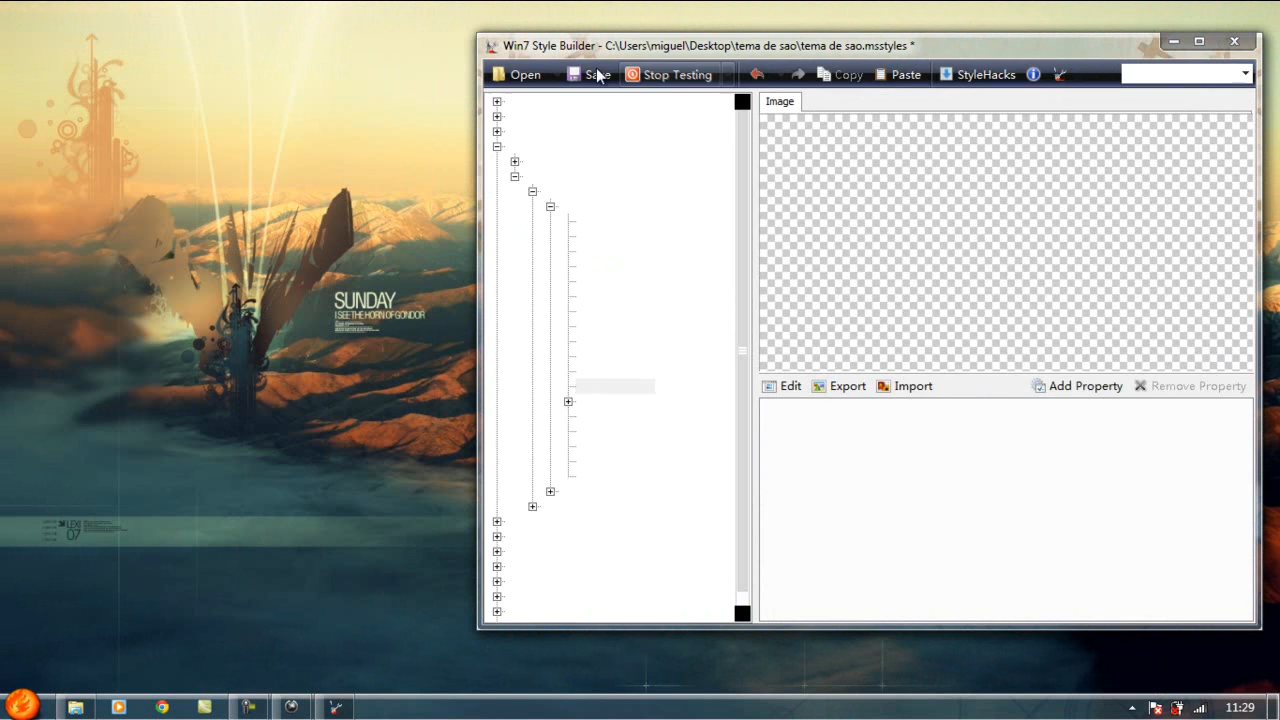 Win7 Style Builder - C:\Users\miguel\Desktop\tema de sao\tema de sao.msstyles *
Open Save Stop Testing Copy Paste StyleHacks
Image
SUNDAY
I SEE THE HORN OF GONDOR
Edit Export Import Add Property Remove Property
07
11:29